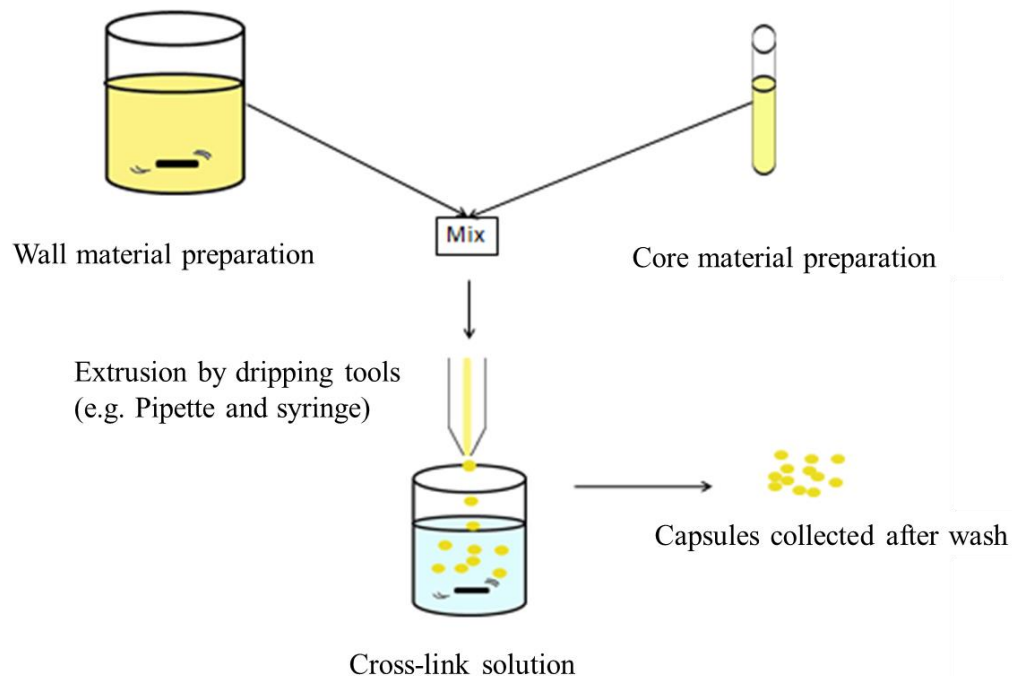 Wall material preparation
Mix
Core material preparation
Extrusion by dripping tools
(e.g. Pipette and syringe)
Capsules collected after wash
Cross-link solution